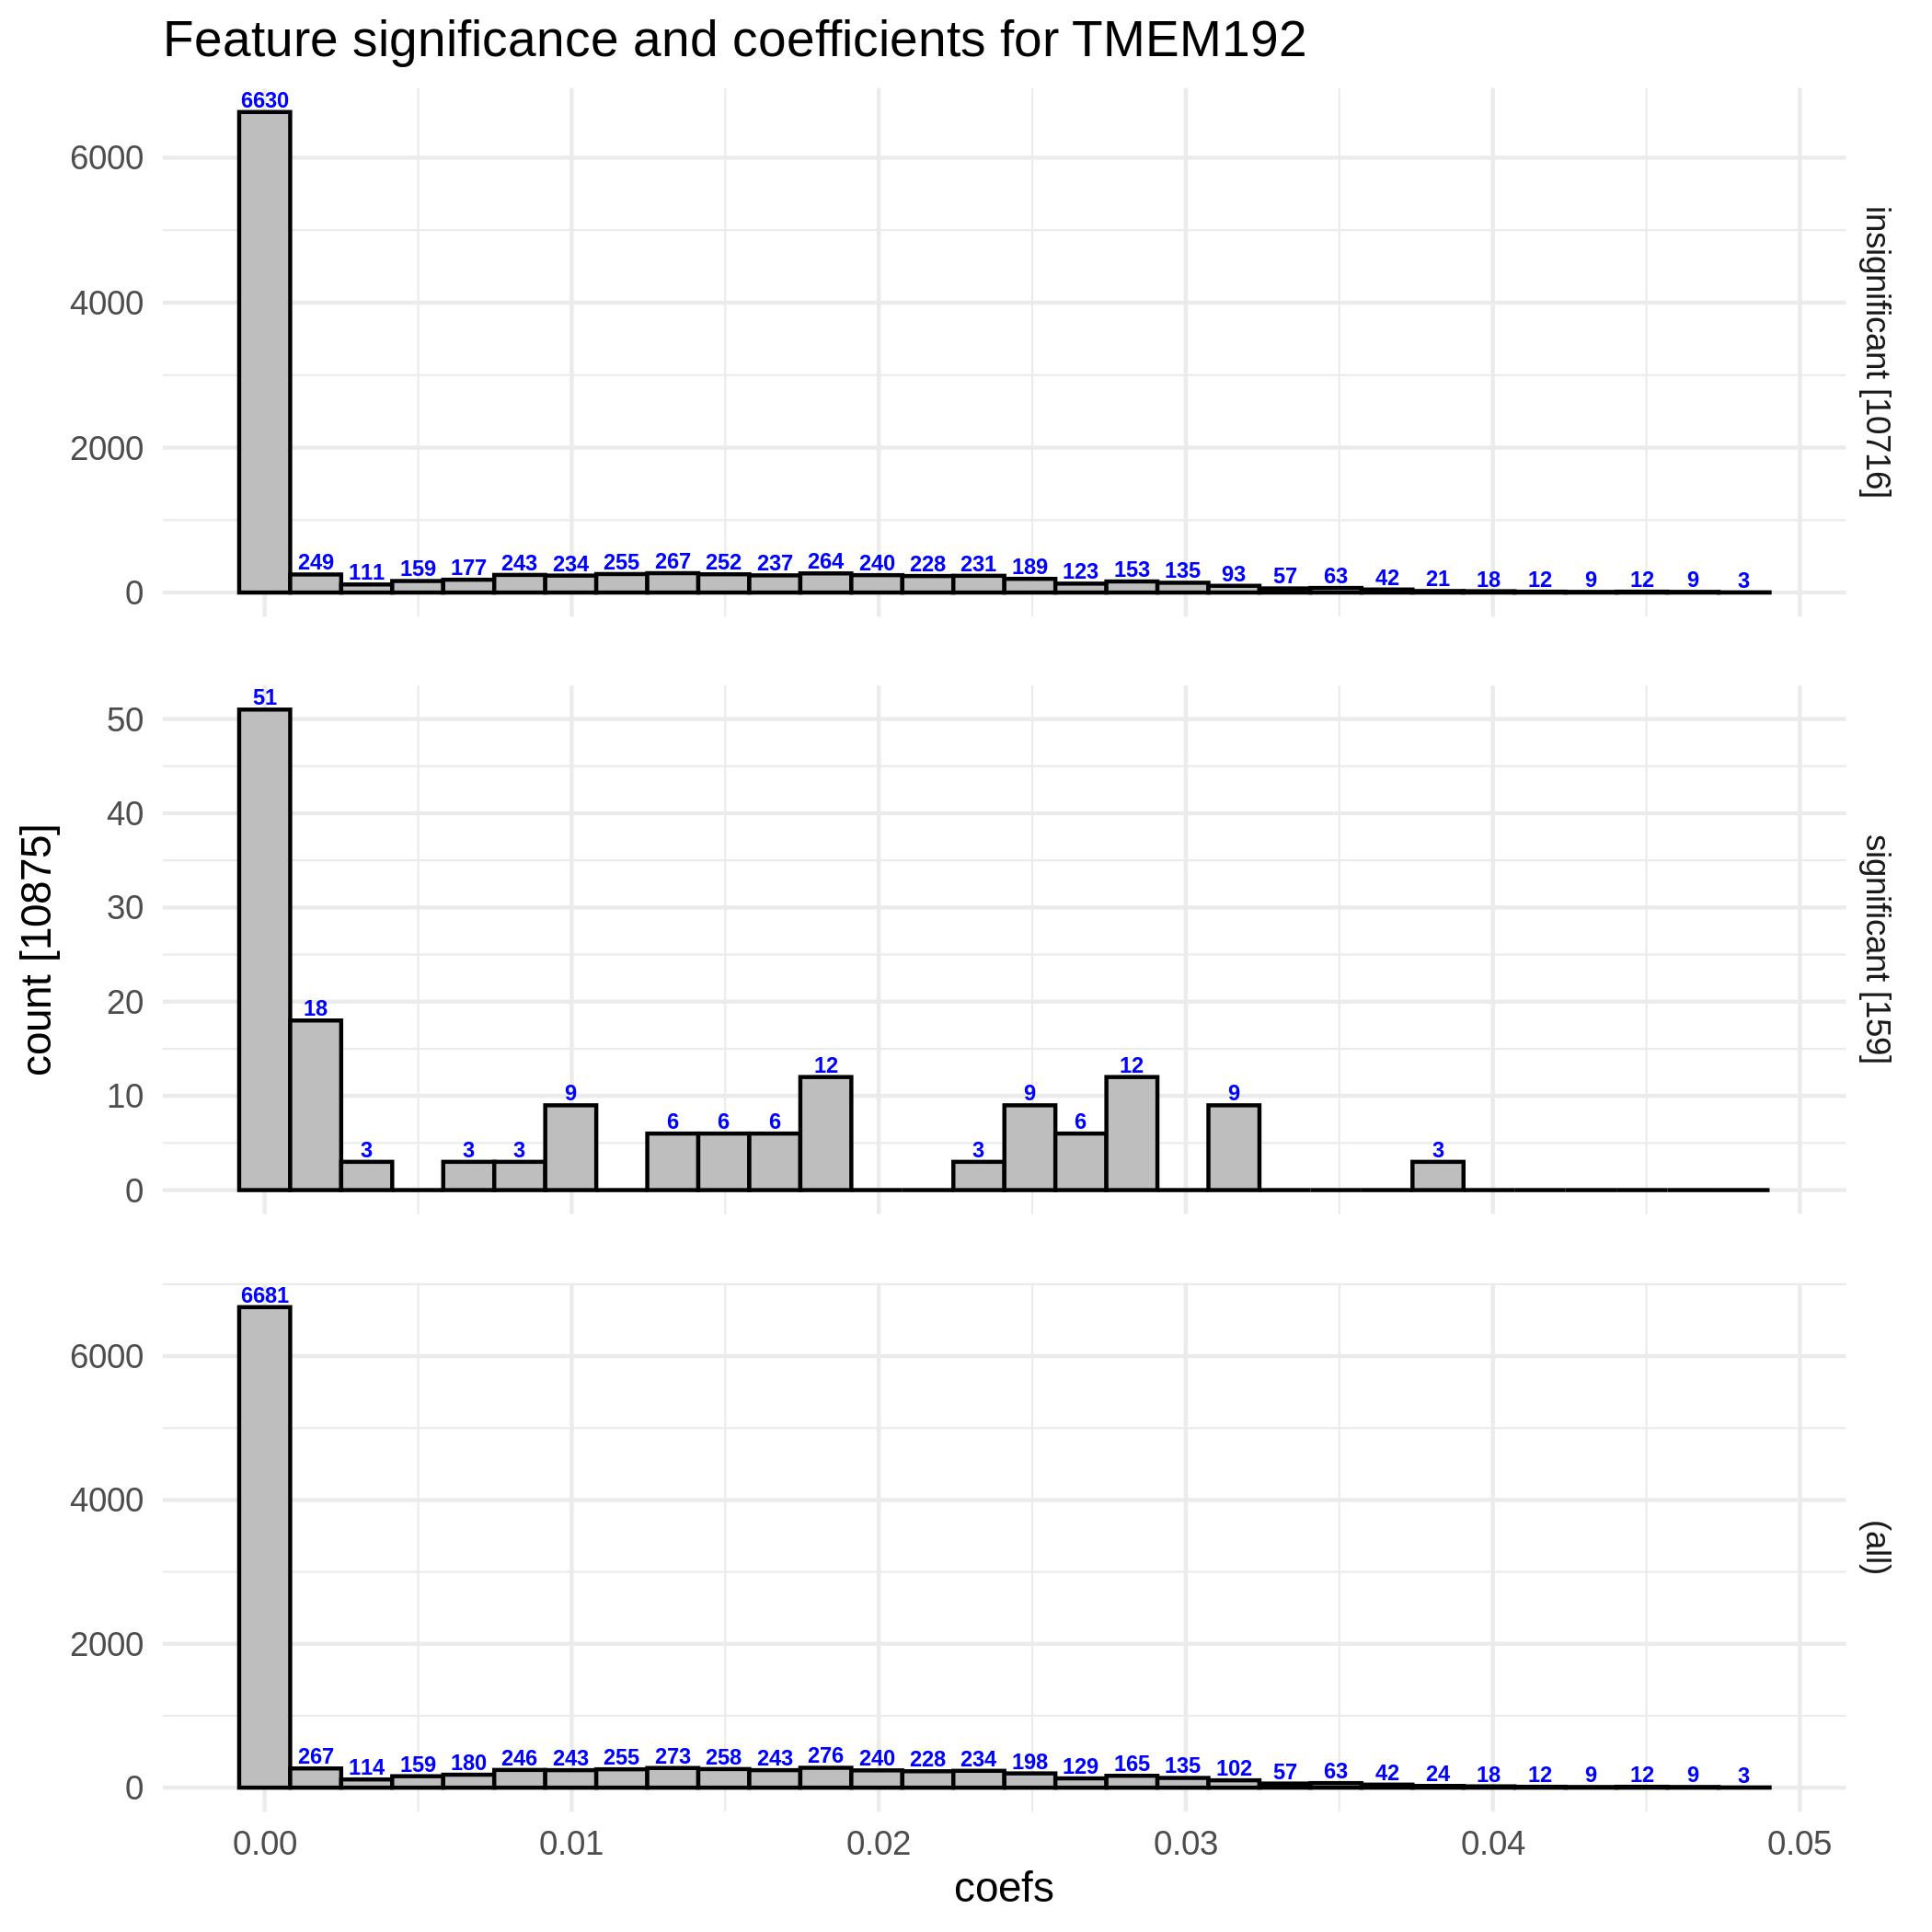 Feature significance and coefficients for TMEM192
6630
6000
4000
2000
0
249 111 159 177 243 234 255 267 252 237 264 240 228 231 189 123 153 135 93 57 63 42 21 18 12 9 12 9 3
insignificant [10716]
count [10875]
51
50
40
30
20
10
0
18 3 3 3 9 6 6 6 12 3 9 6 12 9 3
significant [159]
6681
6000
4000
2000
0
267 114 159 180 246 243 255 273 258 243 276 240 228 234 198 129 165 135 102 57 63 42 24 18 12 9 12 9 3
(all)
0.00 0.01 0.02 0.03 0.04 0.05
coefs